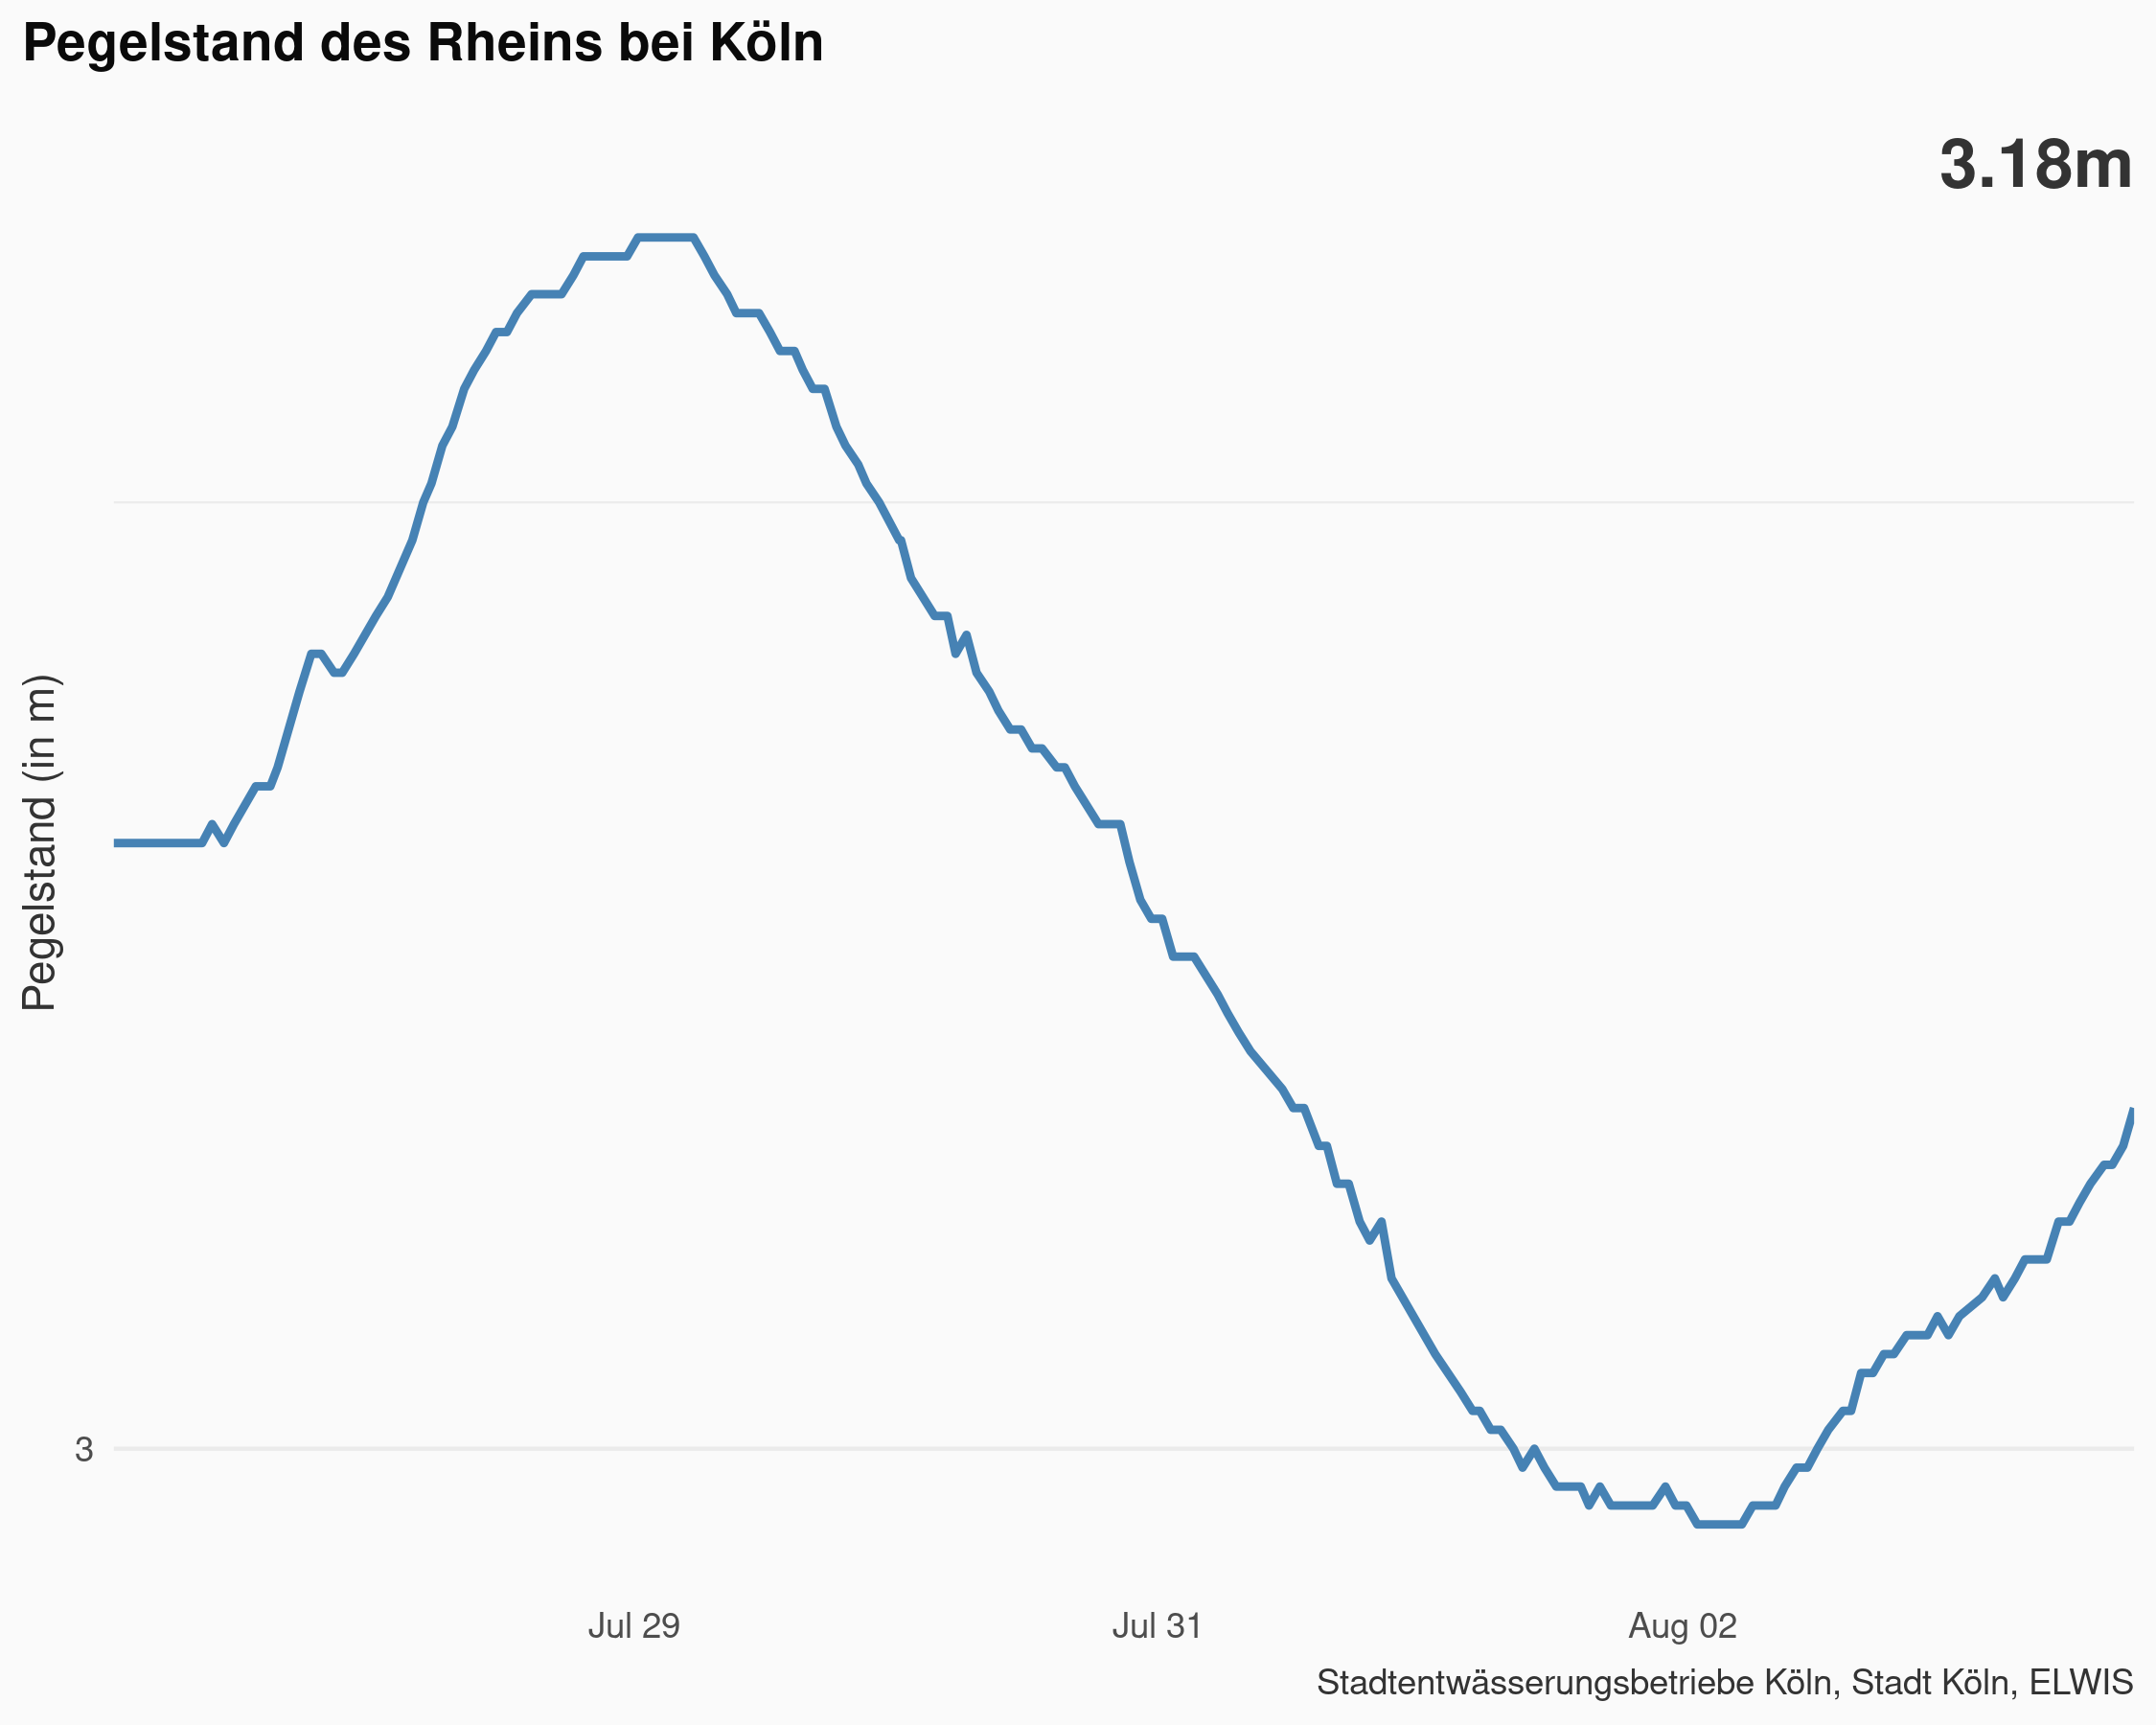 Pegelstand des Rheins bei Köln
3.18m
Pegelstand (in m)
3
Jul 29
Jul 31
Aug 02
Stadtentwässerungsbetriebe Köln, Stadt Köln, ELWIS